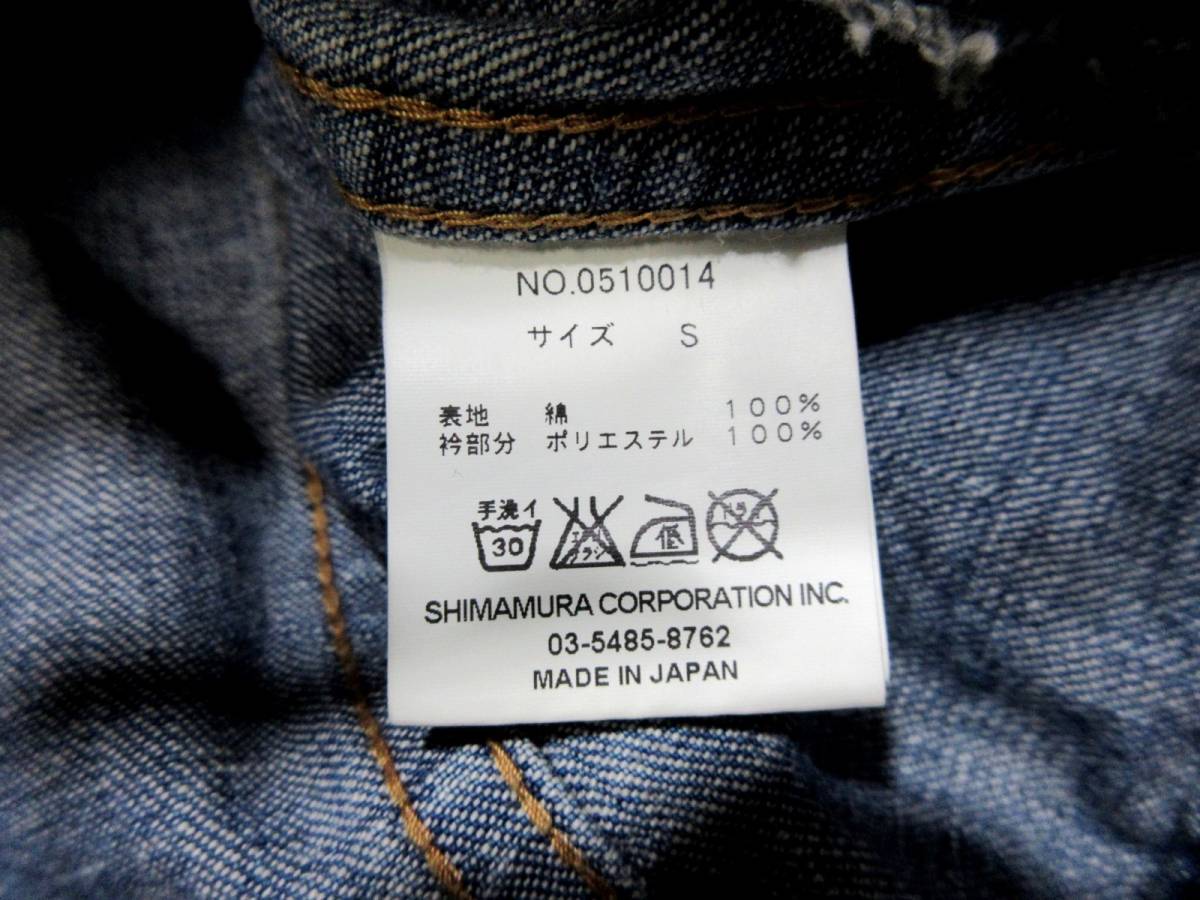 NO.0510014
サイズ S
表地 綿 100%
衿部分 ポリエステル 100%
手洗イ
30
低
SHIMAMURA CORPORATION INC.
03-5485-8762
MADE IN JAPAN